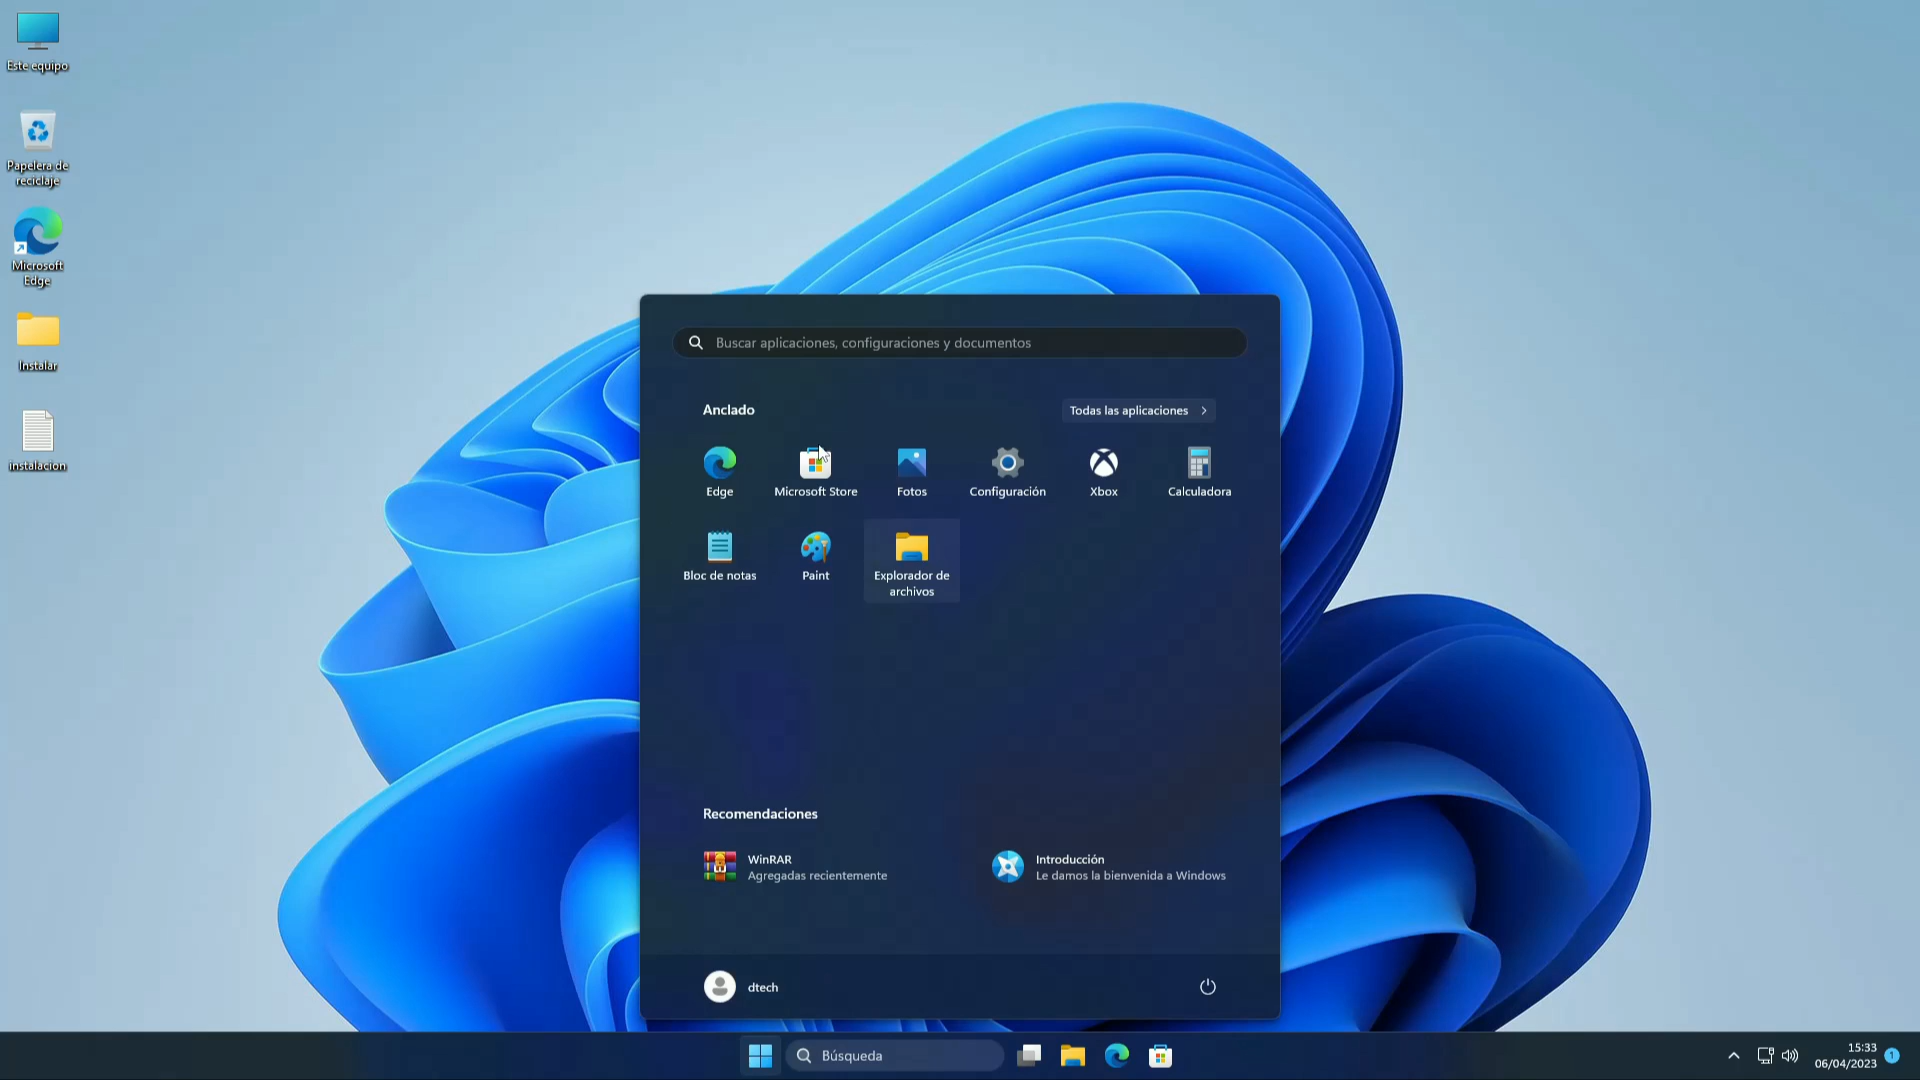 Este equipo
Papelera de
reciclaje
Microsoft
Edge
Instalar
instalacion
Buscar aplicaciones, configuraciones y documentos
Anclado
Todas las aplicaciones
Edge
Microsoft Store
Fotos
Configuración
Xbox
Calculadora
Bloc de notas
Paint
Explorador de
archivos
Recomendaciones
WinRAR
Agregadas recientemente
Introducción
Le damos la bienvenida a Windows
dtech
Búsqueda
15:33
06/04/2023
1